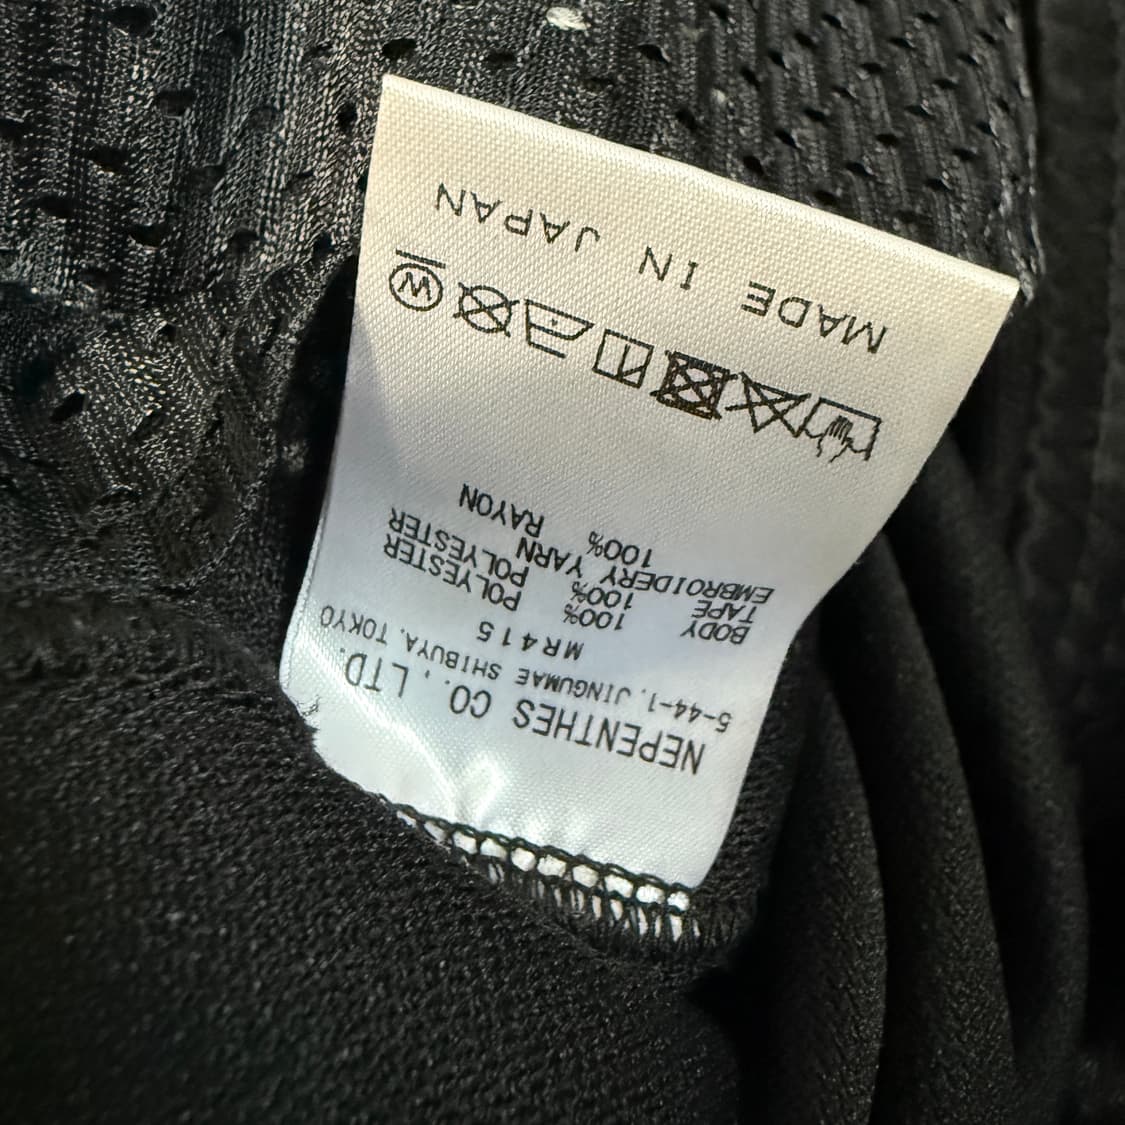 NEPENTHES CO., LTD.
5-44-1, JINGUMAE SHIBUYA, TOKYO
MR415
BODY 100% POLYESTER
TAPE 100% POLYESTER
EMBROIDERY YARN
100% RAYON
W
MADE IN JAPAN